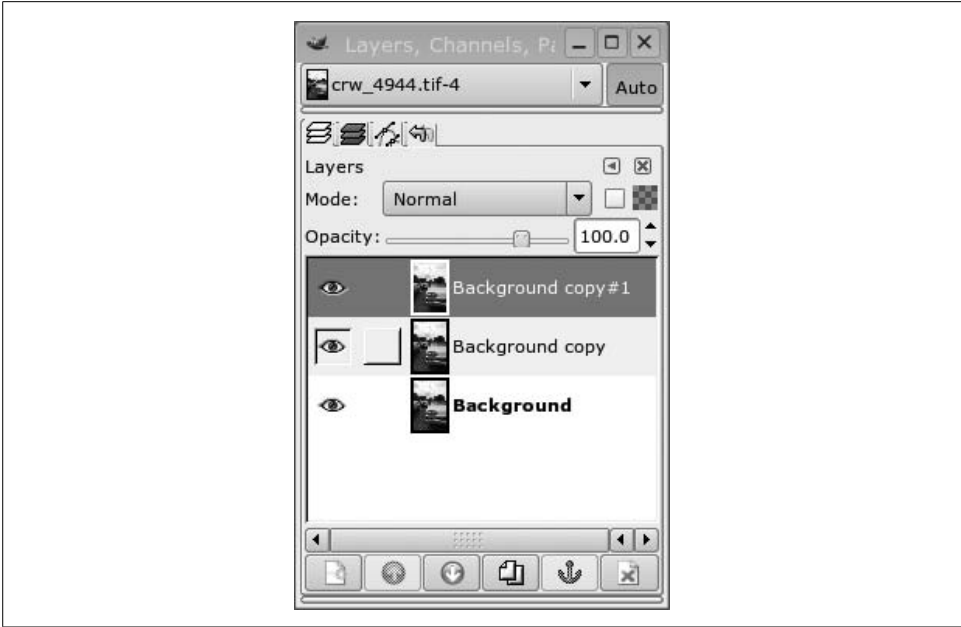 Layers, Channels, Pa
crw_4944.tif-4
Auto
Layers
Mode: Normal
Opacity: 100.0
Background copy#1
Background copy
Background